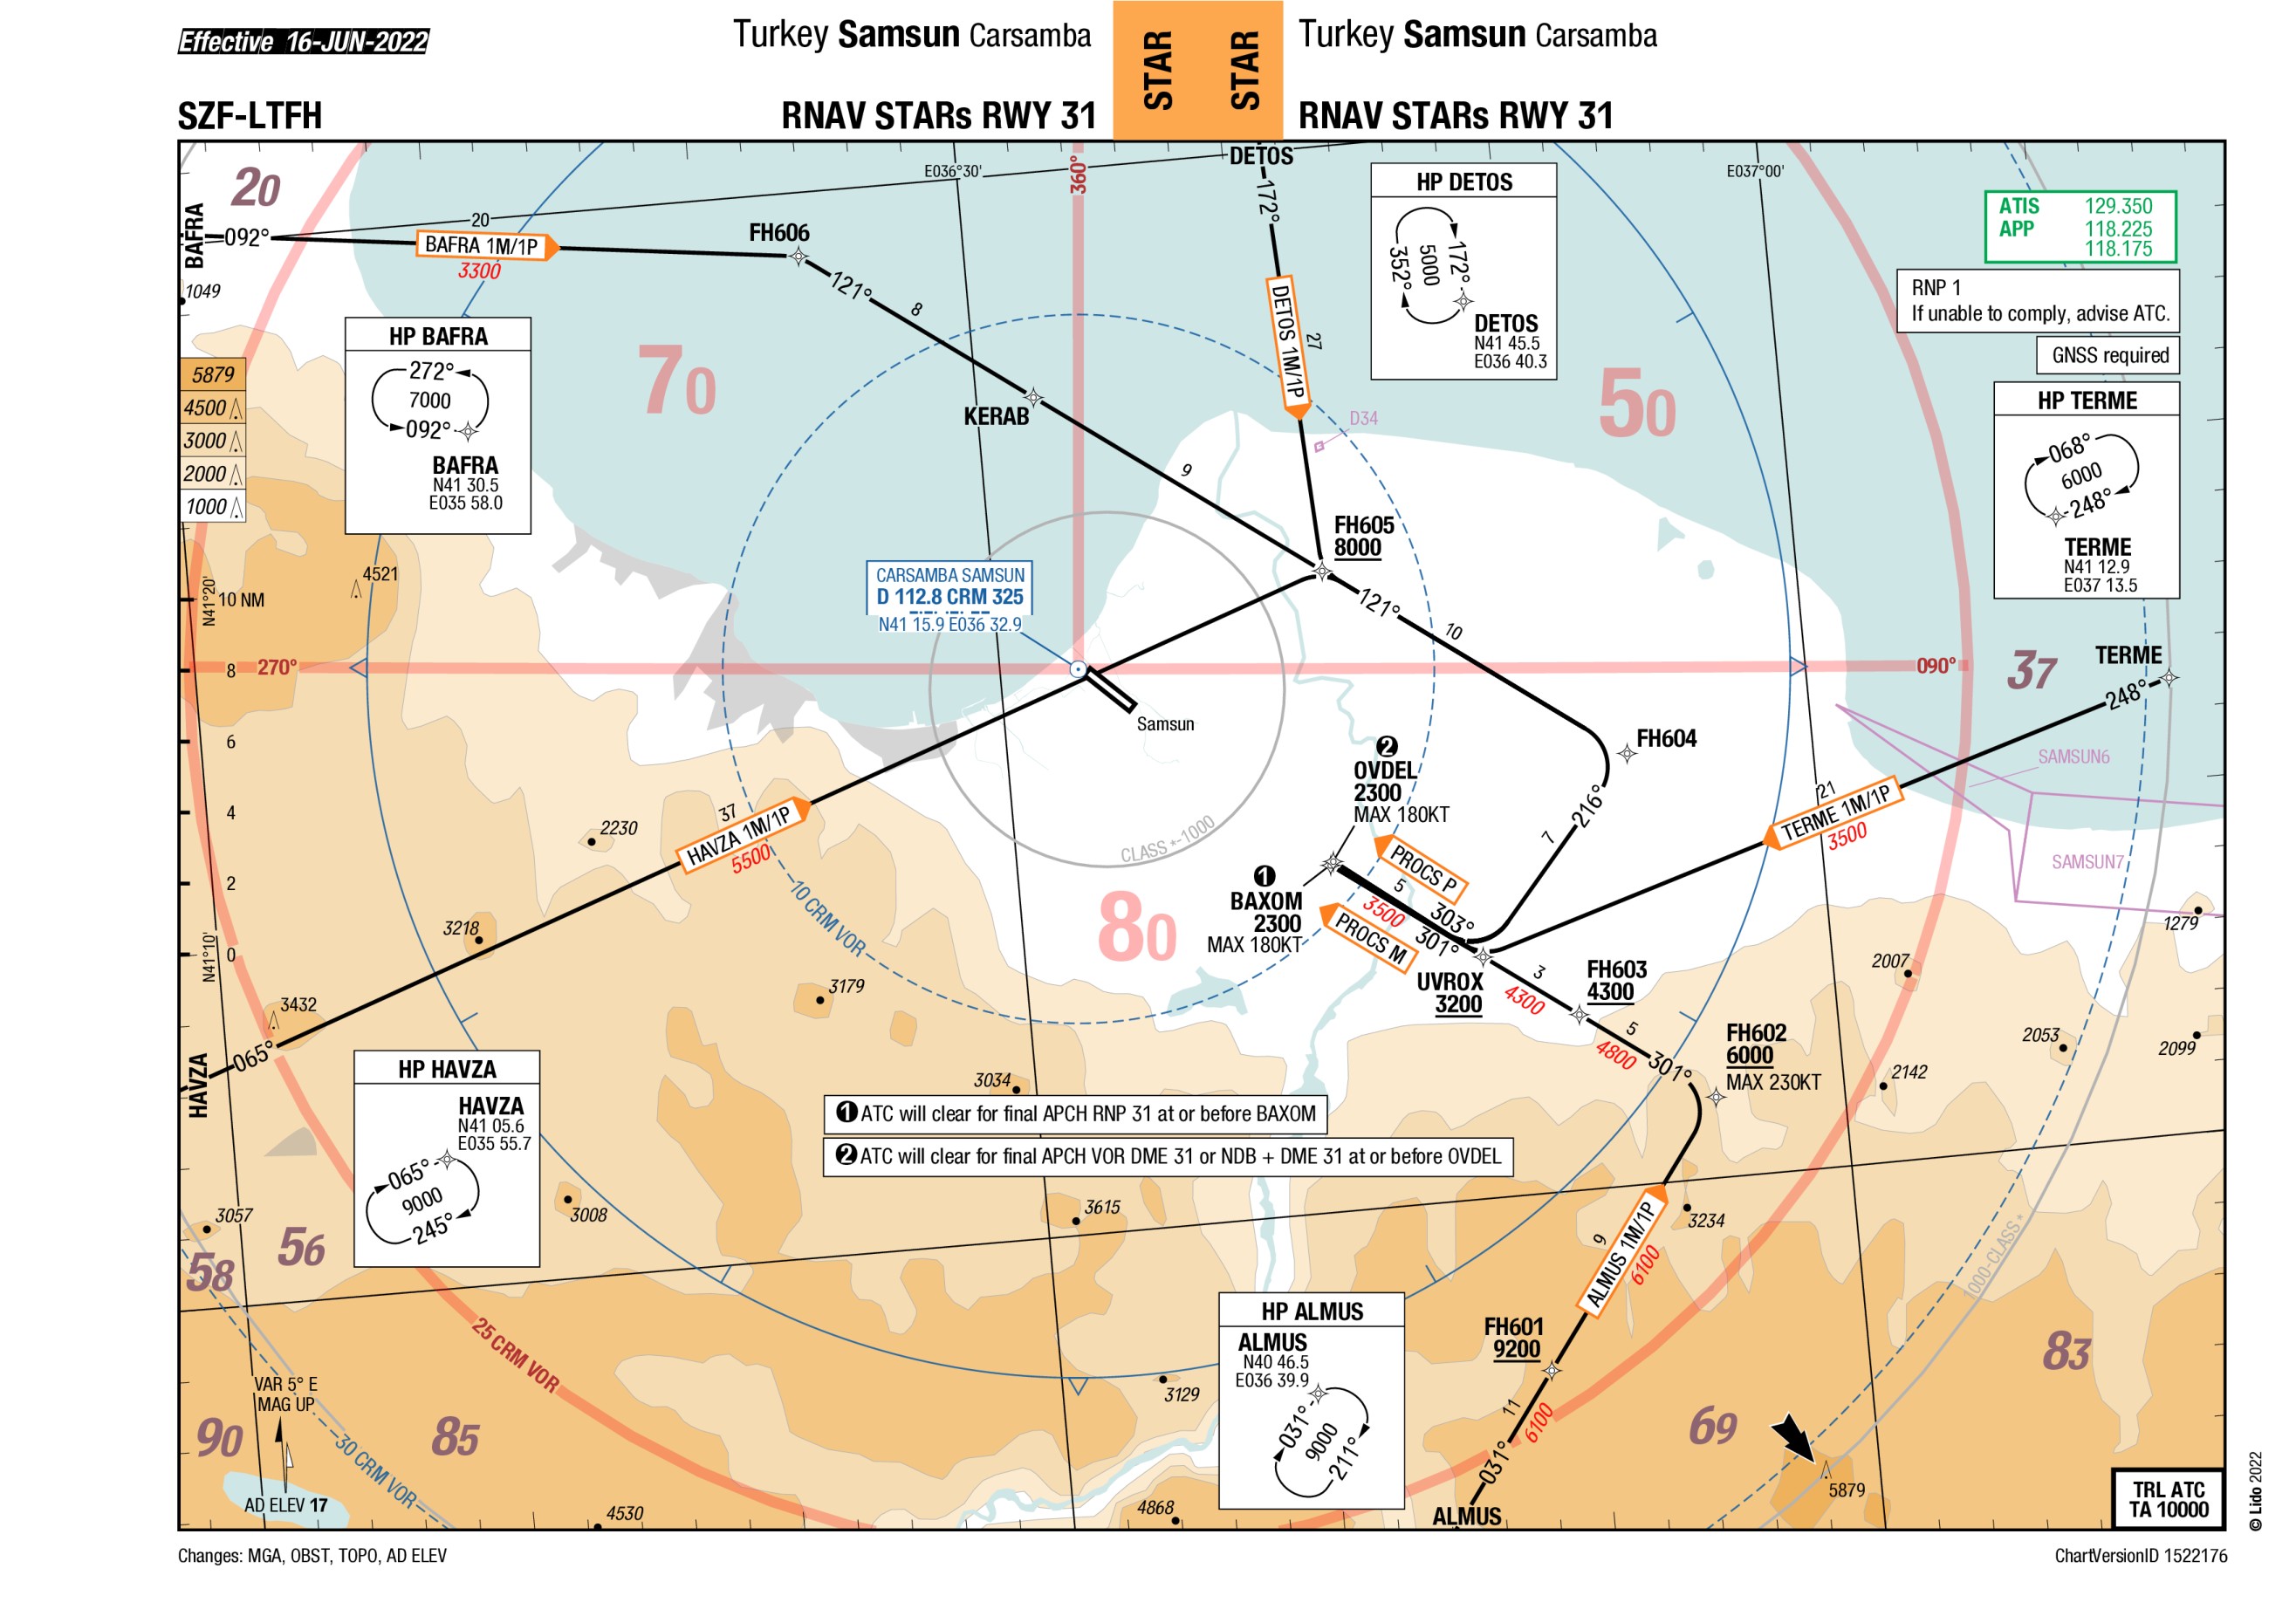 Effective 16-JUN-2022
Turkey Samsun Carsamba
STAR
STAR
Turkey Samsun Carsamba
SZF-LTFH
RNAV STARs RWY 31
RNAV STARs RWY 31
DETOS
360°
E036°30'
E037°00'
172°
20
BAFRA
092°
20
BAFRA 1M/1P
3300
FH606
121°
8
1049
HP DETOS
352°
5000
172°
DETOS
N41 45.5
E036 40.3
ATIS 129.350
APP 118.225
118.175
RNP 1
If unable to comply, advise ATC.
GNSS required
DETOS 1M/1P
27
HP BAFRA
272°
7000
092°
BAFRA
N41 30.5
E035 58.0
5879
4500
3000
2000
1000
70
50
KERAB
9
D34
HP TERME
068°
6000
248°
TERME
N41 12.9
E037 13.5
FH605
8000
4521
CARSAMBA SAMSUN
D 112.8 CRM 325
N41 15.9 E036 32.9
N41°20'
10 NM
8
6
4
2
0
N41°10'
121°
10
270°
090°
37
TERME
248°
Samsun
FH604
SAMSUN6
SAMSUN7
2
OVDEL
2300
MAX 180KT
216°
7
21
TERME 1M/1P
3500
37
HAVZA 1M/1P
5500
2230
CLASS *-1000
10 CRM VOR
PROCS P
5
3500
303°
301°
PROCS M
1
BAXOM
2300
MAX 180KT
80
1279
3218
3179
3432
UVROX
3200
3
4300
FH603
4300
2007
5
4800
301°
FH602
6000
MAX 230KT
2053
2099
2142
HAVZA
065°
HP HAVZA
HAVZA
N41 05.6
E035 55.7
065°
9000
245°
3034
1 ATC will clear for final APCH RNP 31 at or before BAXOM
2 ATC will clear for final APCH VOR DME 31 or NDB + DME 31 at or before OVDEL
3057
58
56
3008
3615
3234
9
ALMUS 1M/1P
6100
1000-CLASS *
25 CRM VOR
HP ALMUS
ALMUS
N40 46.5
E036 39.9
031°
9000
211°
FH601
9200
11
6100
031°
ALMUS
83
69
3129
VAR 5° E
MAG UP
90
85
30 CRM VOR
AD ELEV 17
4530
4868
5879
TRL ATC
TA 10000
© Lido 2022
Changes: MGA, OBST, TOPO, AD ELEV
ChartVersionID 1522176